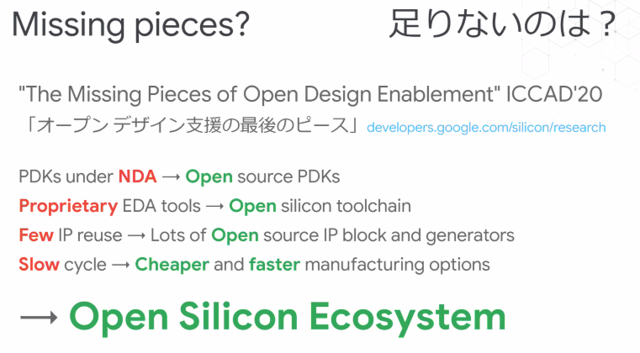 Missing pieces? 足りないのは？
"The Missing Pieces of Open Design Enablement" ICCAD'20
「オープン デザイン支援の最後のピース」developers.google.com/silicon/research
PDKs under NDA → Open source PDKs
Proprietary EDA tools → Open silicon toolchain
Few IP reuse → Lots of Open source IP block and generators
Slow cycle → Cheaper and faster manufacturing options
→ Open Silicon Ecosystem